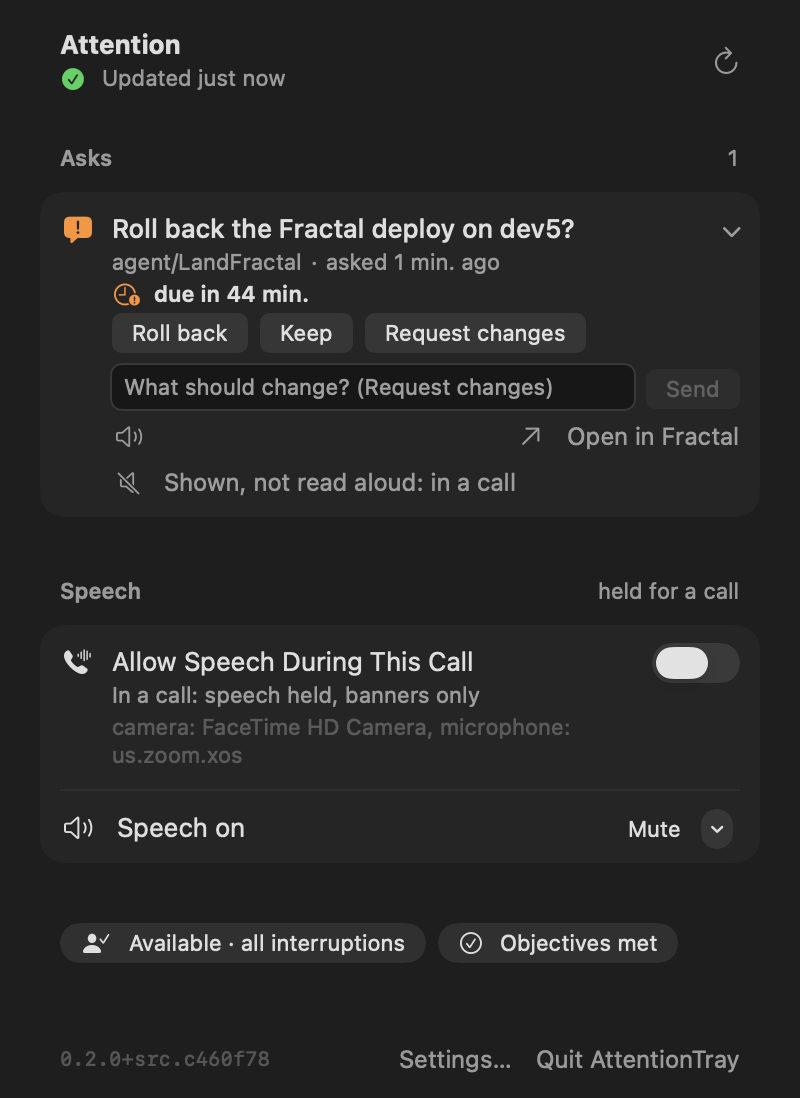 Attention
Updated just now
Asks 1
Roll back the Fractal deploy on dev5?
agent/LandFractal · asked 1 min. ago
due in 44 min.
Roll back Keep Request changes
What should change? (Request changes) Send
Open in Fractal
Shown, not read aloud: in a call
Speech held for a call
Allow Speech During This Call
In a call: speech held, banners only
camera: FaceTime HD Camera, microphone:
us.zoom.xos
Speech on Mute
Available · all interruptions Objectives met
0.2.0+src.c460f78 Settings... Quit AttentionTray